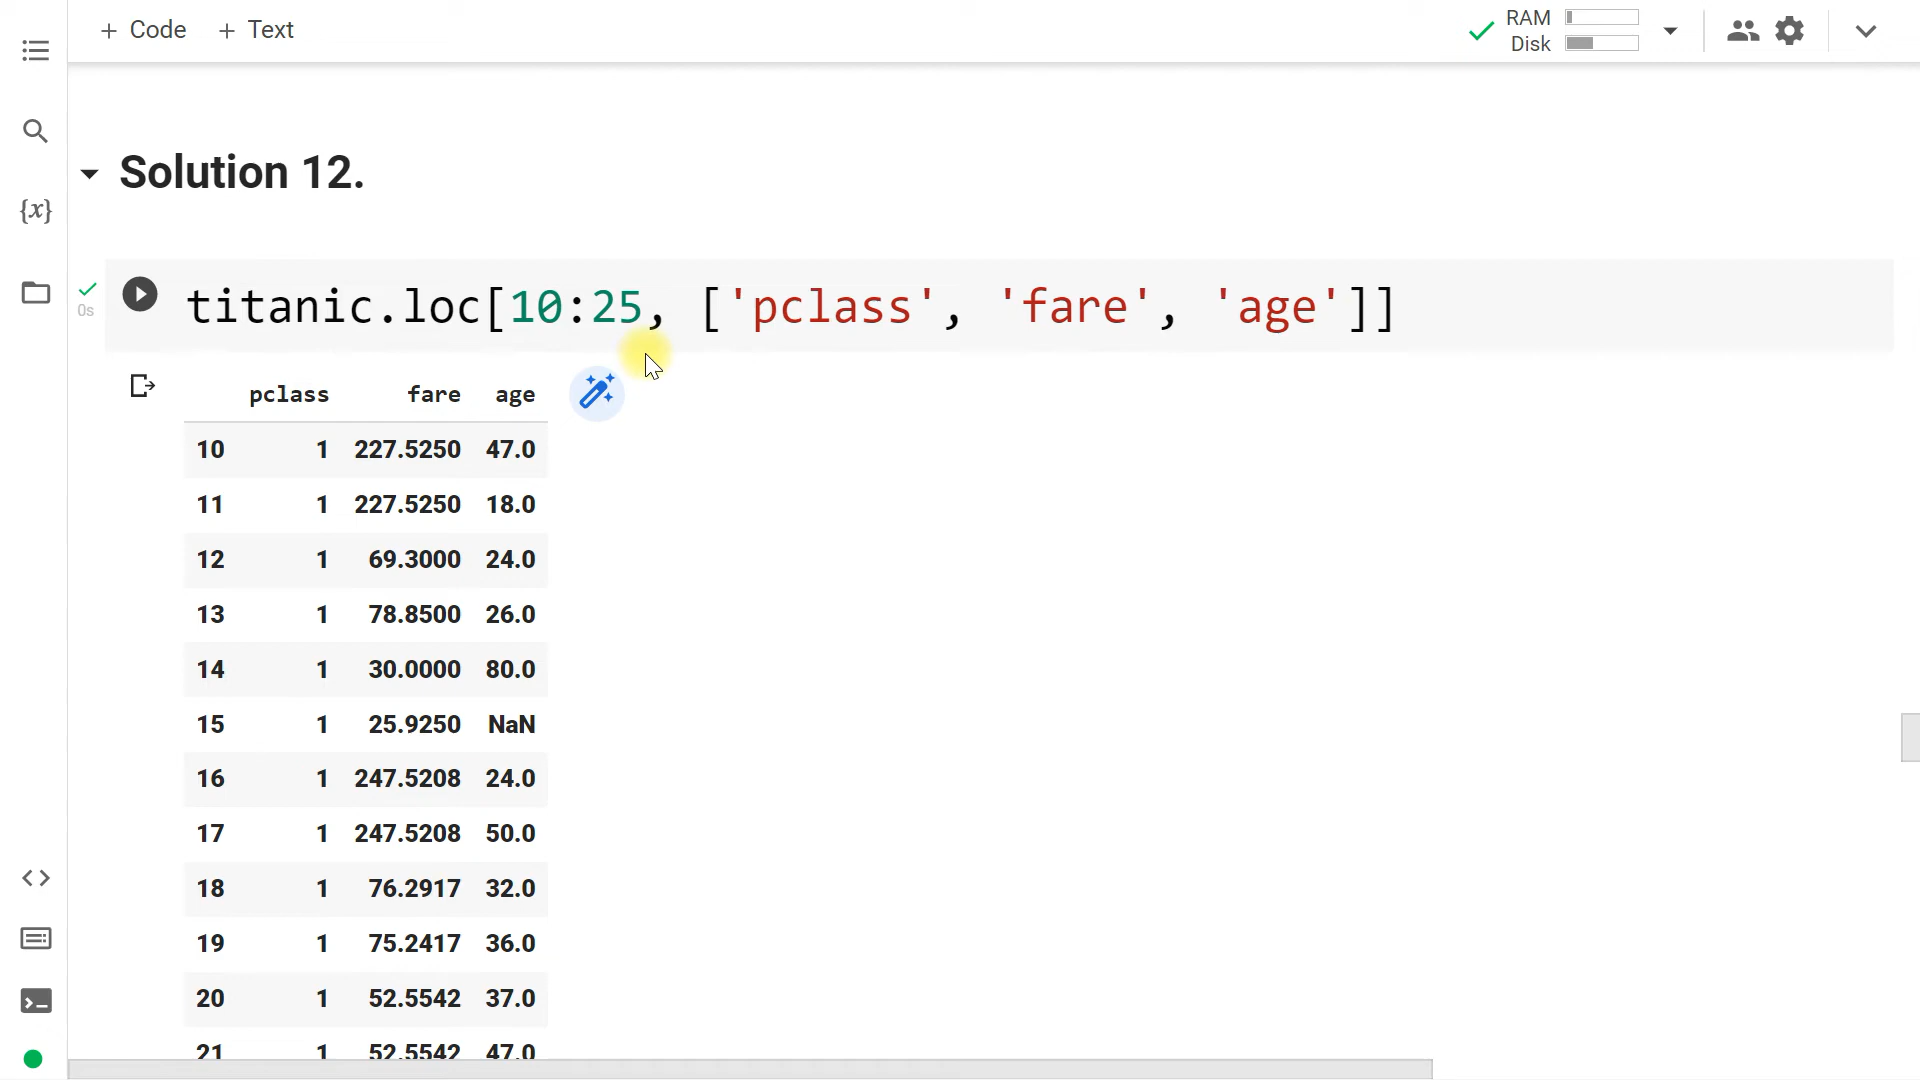 + Code + Text
RAM
Disk
Solution 12.
{x}
0s
titanic.loc[10:25, ['pclass', 'fare', 'age']]
pclass fare age
10 1 227.5250 47.0
11 1 227.5250 18.0
12 1 69.3000 24.0
13 1 78.8500 26.0
14 1 30.0000 80.0
15 1 25.9250 NaN
16 1 247.5208 24.0
17 1 247.5208 50.0
18 1 76.2917 32.0
19 1 75.2417 36.0
20 1 52.5542 37.0
21 1 52.5542 47.0